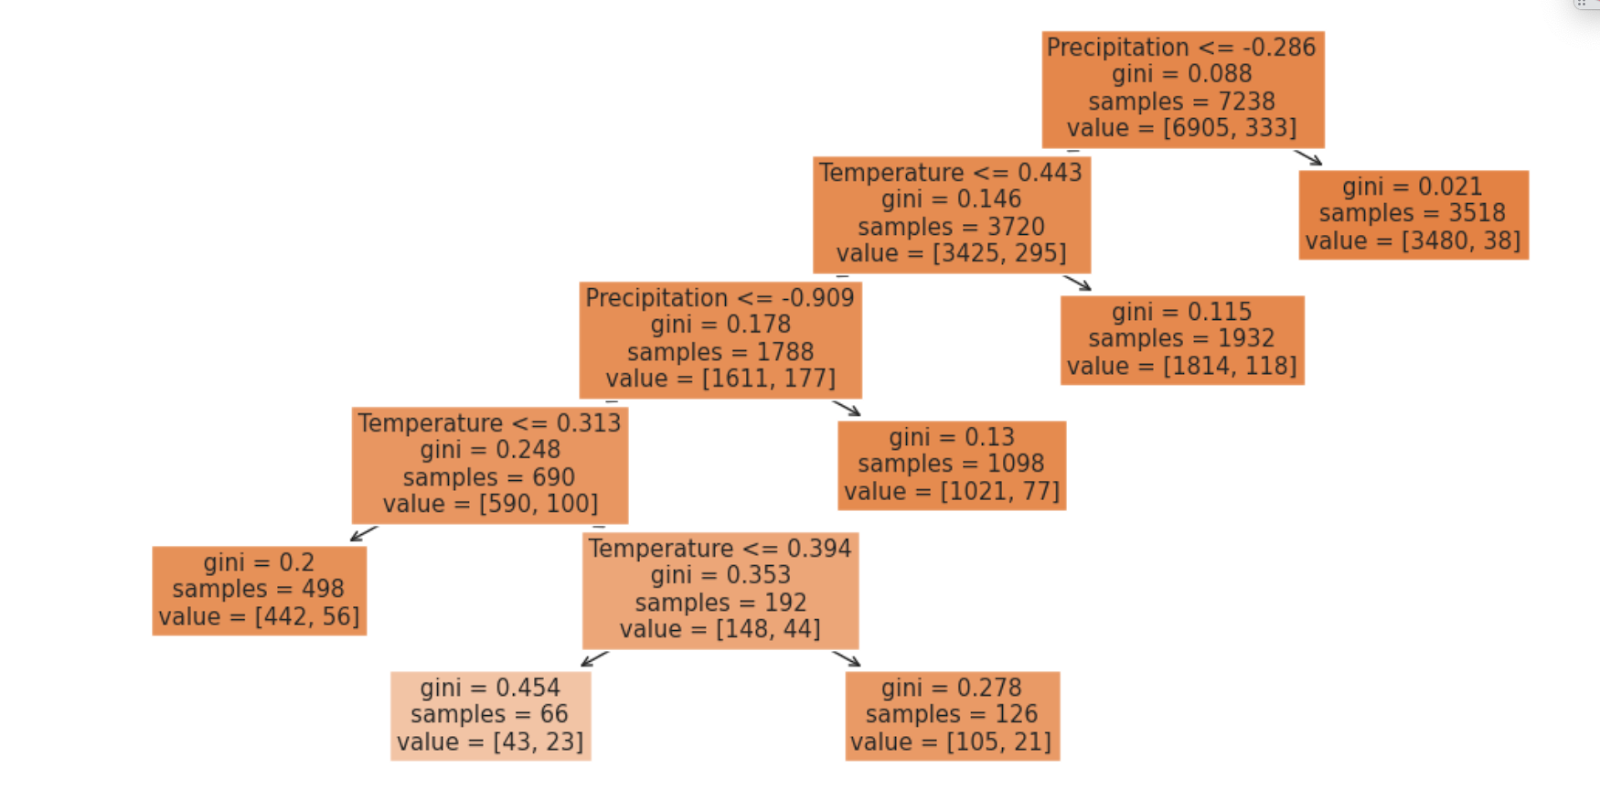 Precipitation <= -0.286
gini = 0.088
samples = 7238
value = [6905, 333]
Temperature <= 0.443
gini = 0.146
samples = 3720
value = [3425, 295]
gini = 0.021
samples = 3518
value = [3480, 38]
Precipitation <= -0.909
gini = 0.178
samples = 1788
value = [1611, 177]
gini = 0.115
samples = 1932
value = [1814, 118]
Temperature <= 0.313
gini = 0.248
samples = 690
value = [590, 100]
gini = 0.13
samples = 1098
value = [1021, 77]
gini = 0.2
samples = 498
value = [442, 56]
Temperature <= 0.394
gini = 0.353
samples = 192
value = [148, 44]
gini = 0.454
samples = 66
value = [43, 23]
gini = 0.278
samples = 126
value = [105, 21]